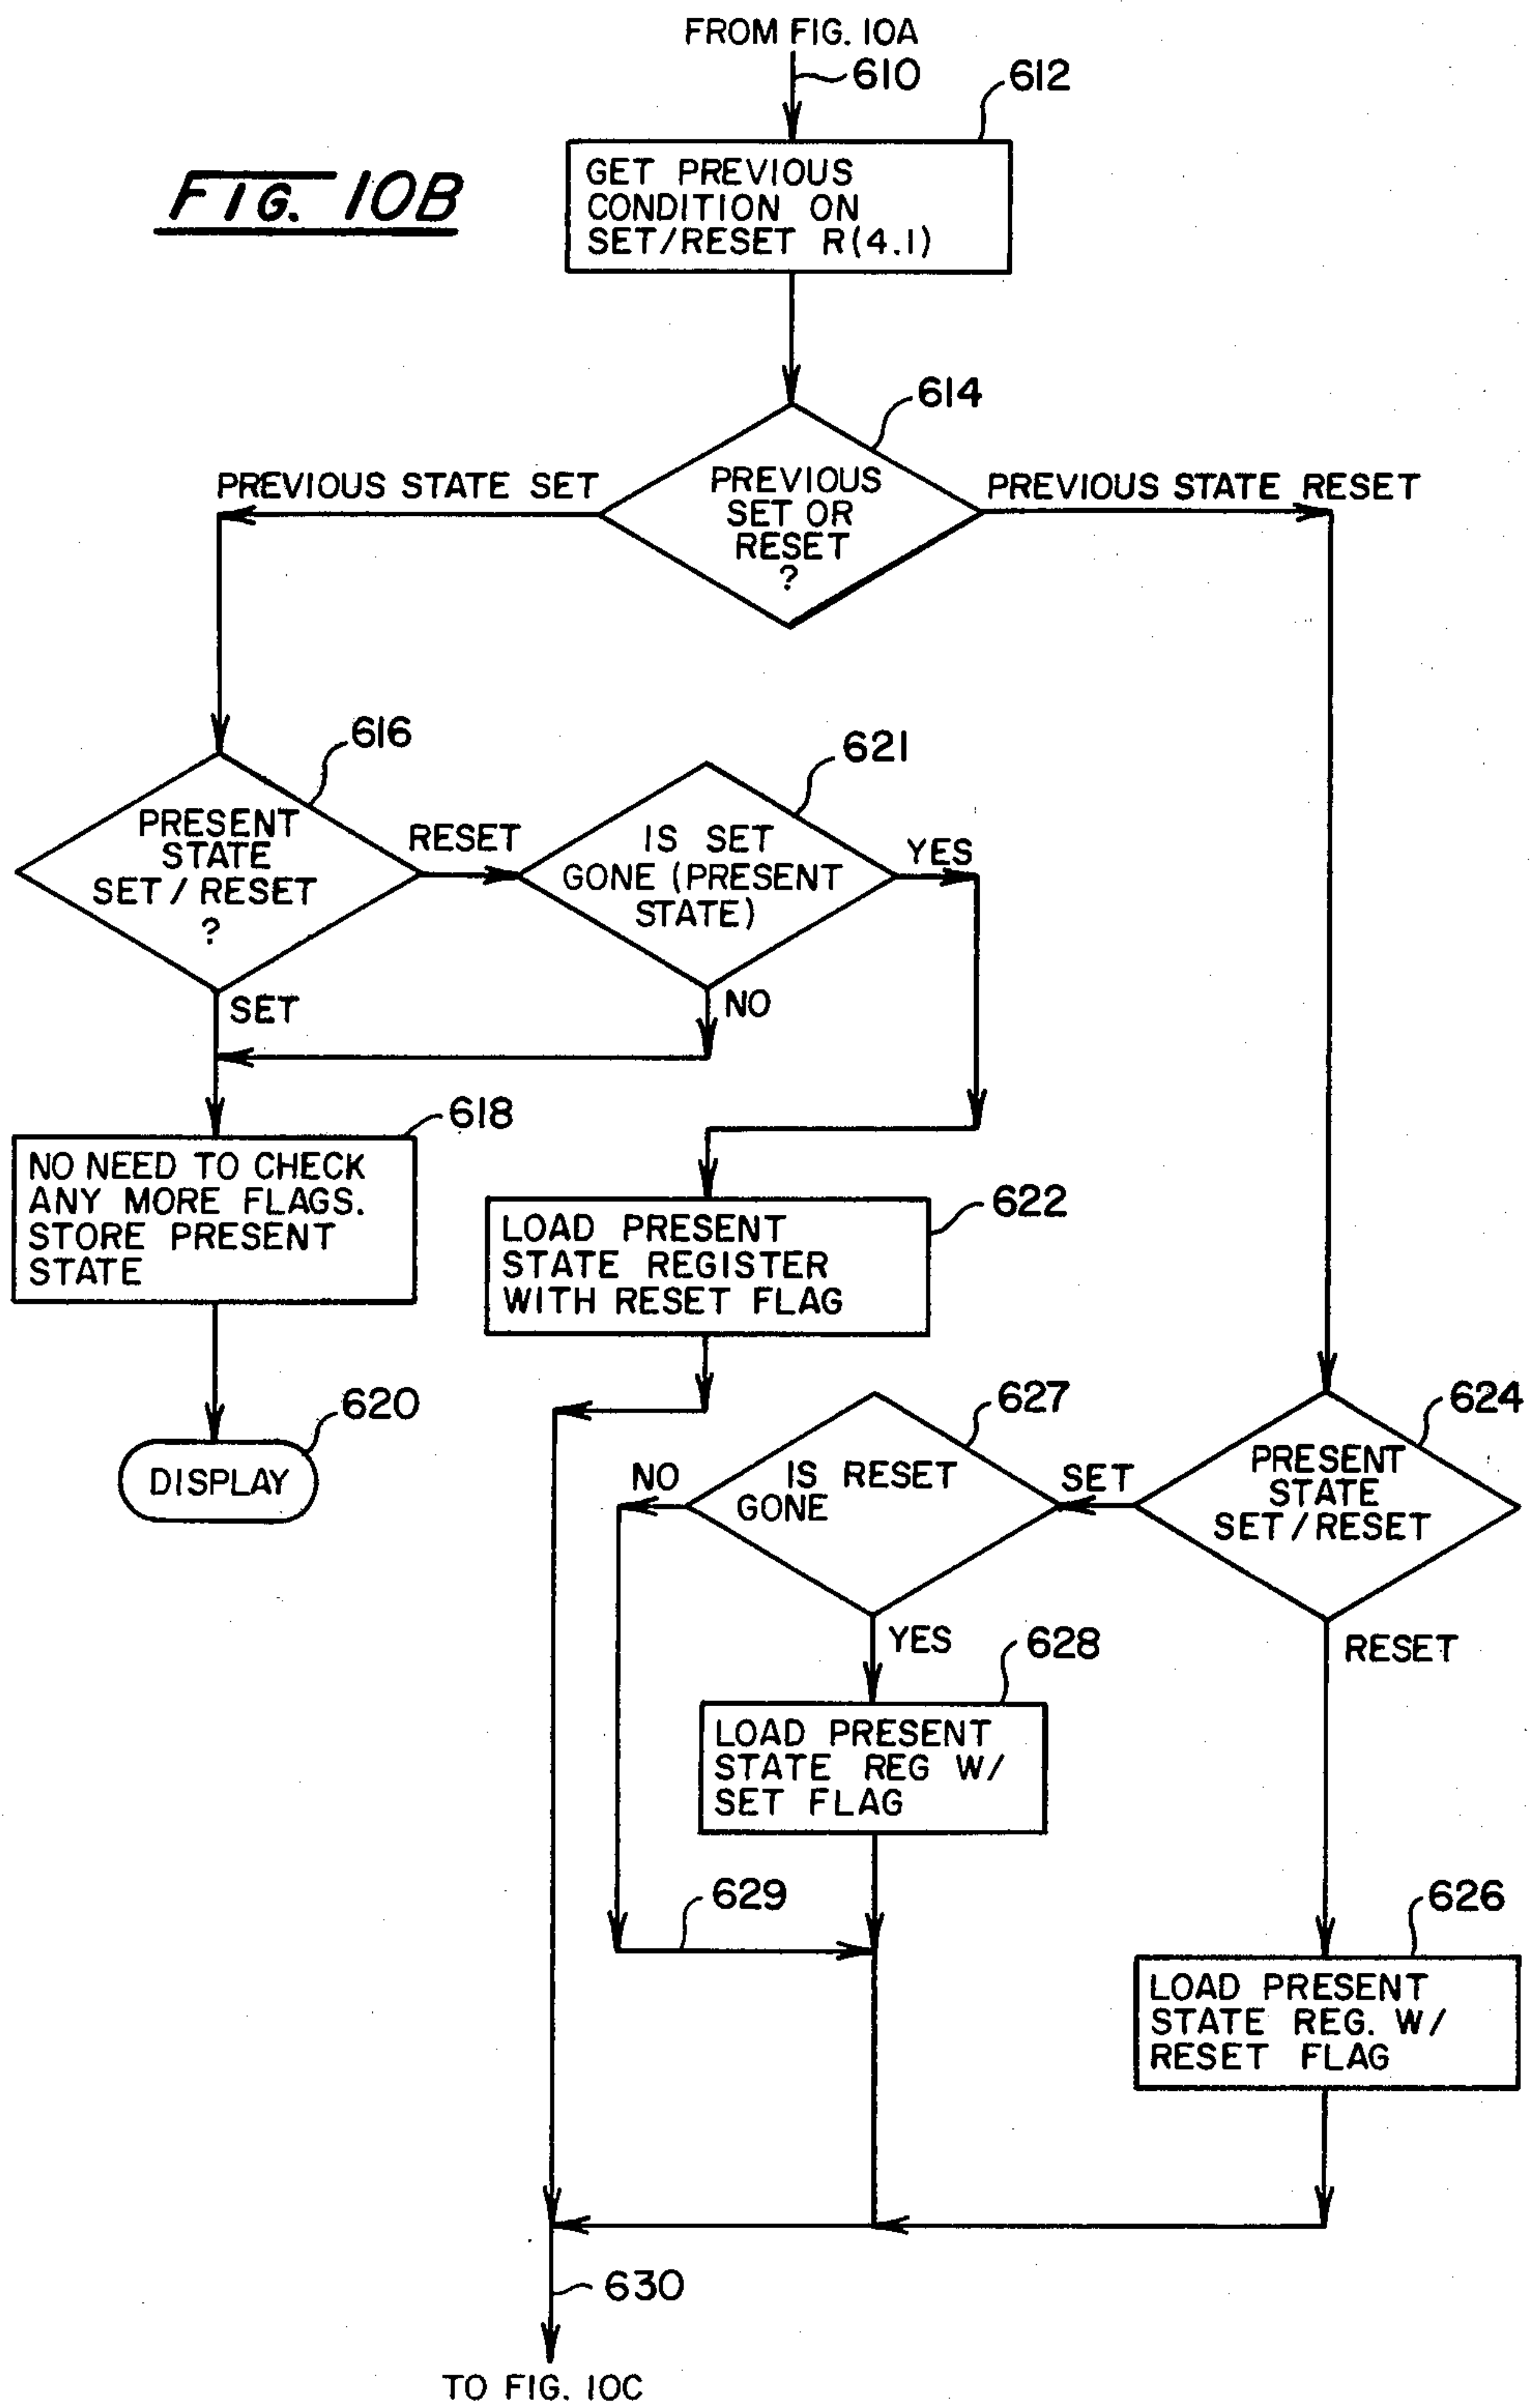 FROM FIG. 10A
610
612
FIG. 10B
GET PREVIOUS
CONDITION ON
SET/RESET R(4.1)
614
PREVIOUS STATE SET
PREVIOUS
SET OR
RESET
?
PREVIOUS STATE RESET
616
621
PRESENT
STATE
SET/RESET
?
RESET
IS SET
GONE (PRESENT
STATE)
YES
SET
NO
618
NO NEED TO CHECK
ANY MORE FLAGS.
STORE PRESENT
STATE
622
LOAD PRESENT
STATE REGISTER
WITH RESET FLAG
620
DISPLAY
627
624
NO
IS RESET
GONE
SET
PRESENT
STATE
SET/RESET
YES
RESET
628
LOAD PRESENT
STATE REG W/
SET FLAG
629
626
LOAD PRESENT
STATE REG. W/
RESET FLAG
630
TO FIG. 10C